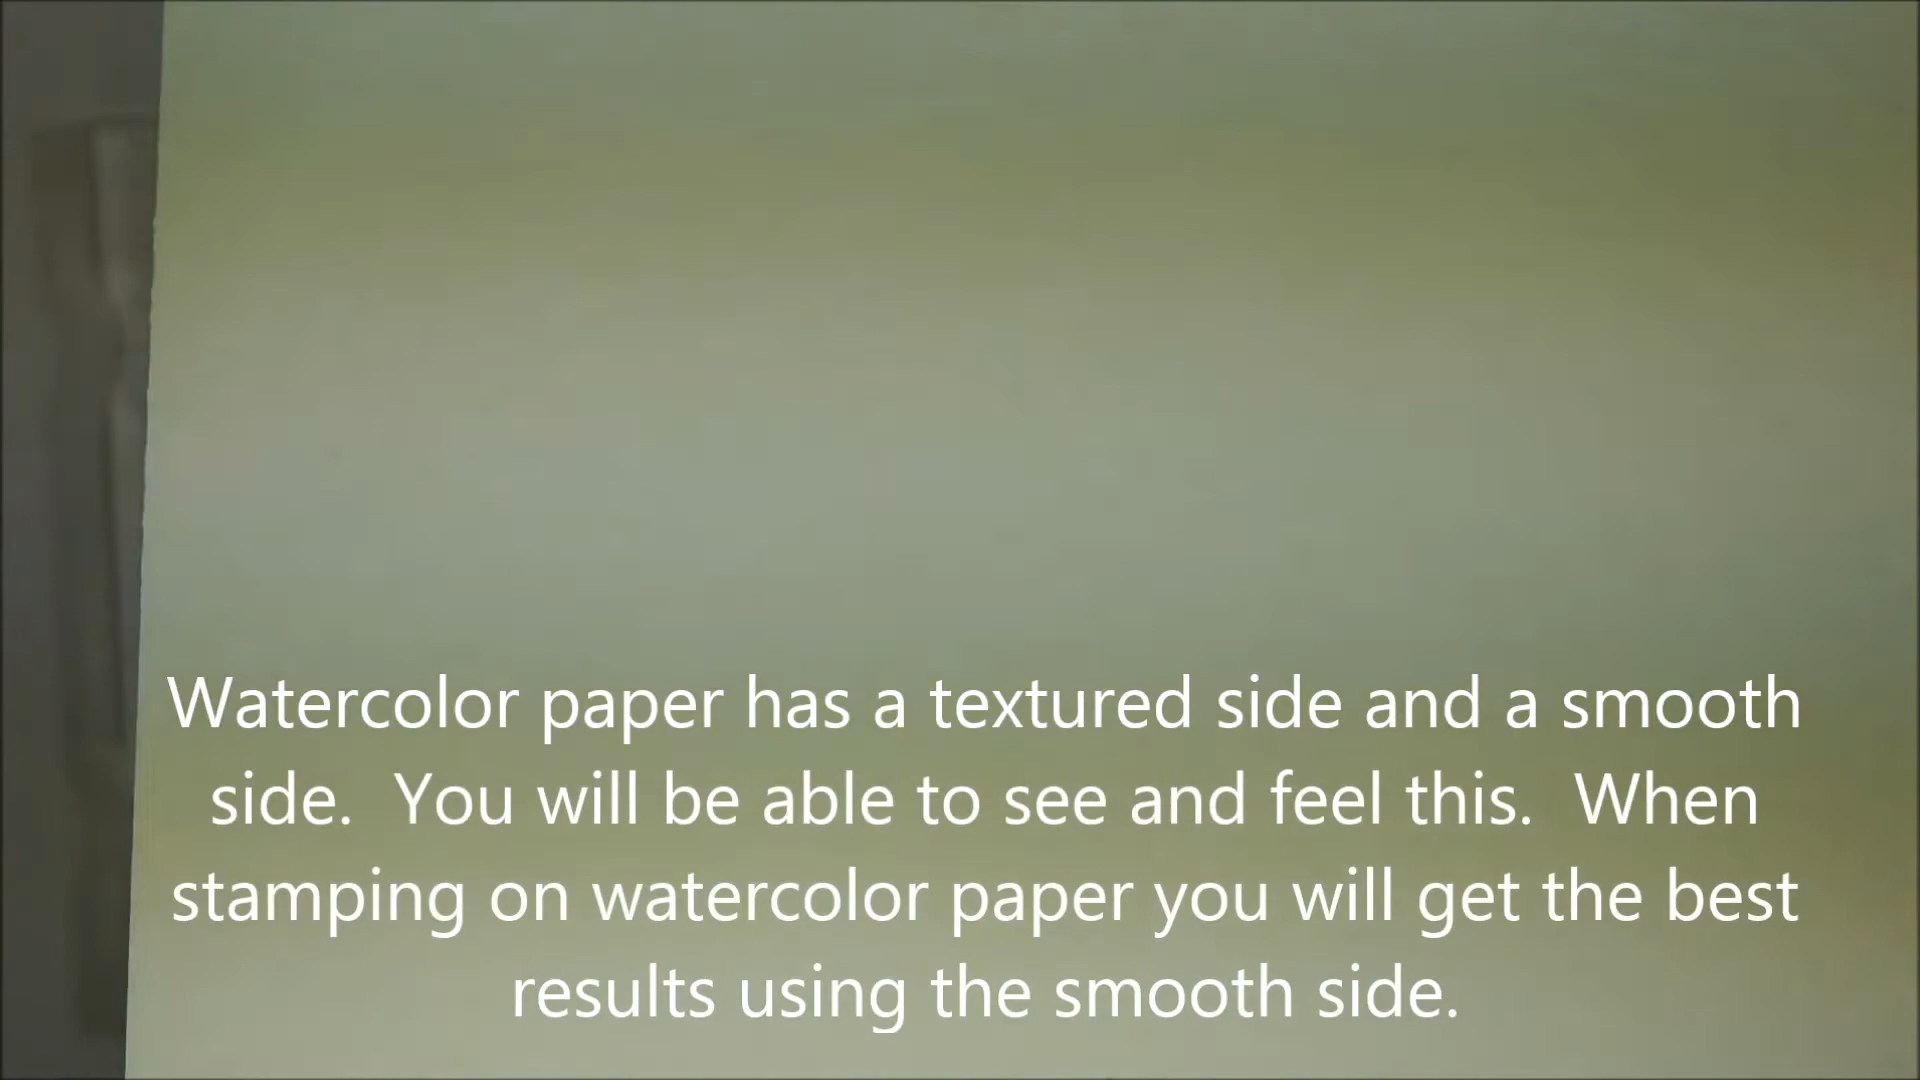 Watercolor paper has a textured side and a smooth
side.  You will be able to see and feel this.  When
stamping on watercolor paper you will get the best
results using the smooth side.